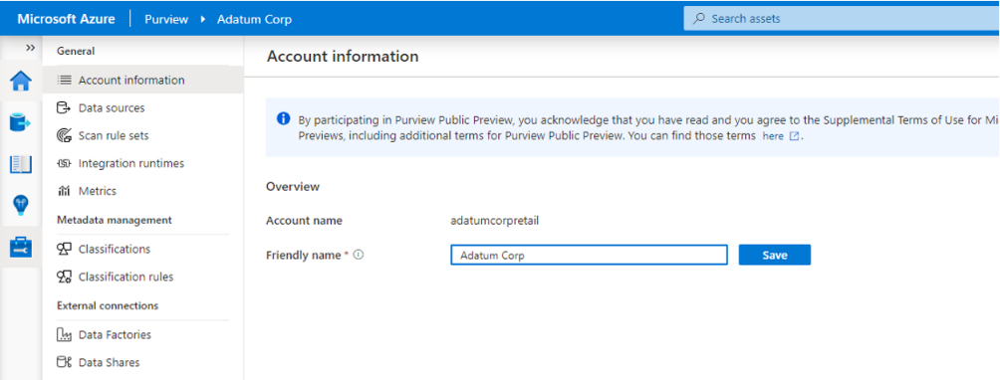 Microsoft Azure Purview Adatum Corp Search assets
General
Account information
Data sources
Scan rule sets
Integration runtimes
Metrics
Metadata management
Classifications
Classification rules
External connections
Data Factories
Data Shares
Account information
By participating in Purview Public Preview, you acknowledge that you have read and you agree to the Supplemental Terms of Use for Mi
Previews, including additional terms for Purview Public Preview. You can find those terms here.
Overview
Account name adatumcorpretail
Friendly name * Adatum Corp Save